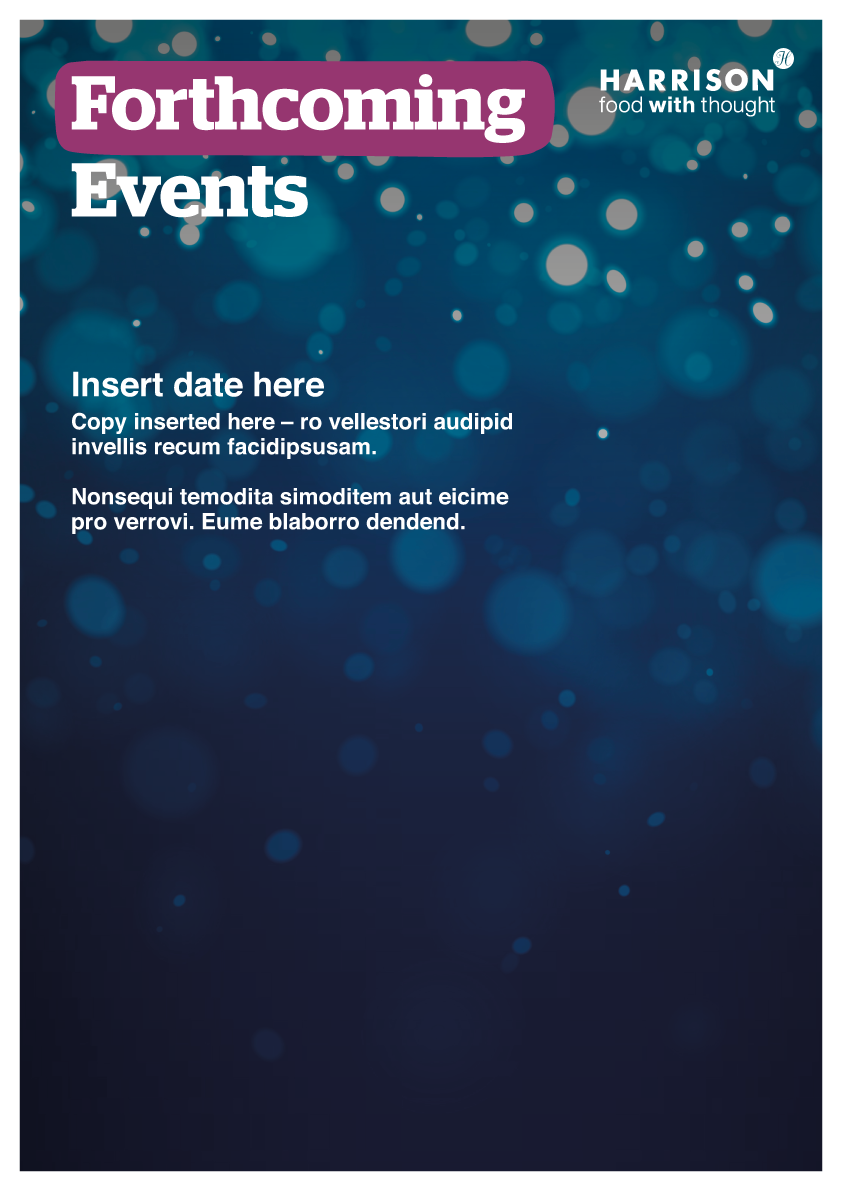 Forthcoming
Events
H
HARRISON
food with thought
Insert date here
Copy inserted here – ro vellestori audipid
invellis recum facidipsusam.
Nonsequi temodita simoditem aut eicime
pro verrovi. Eume blaborro dendend.